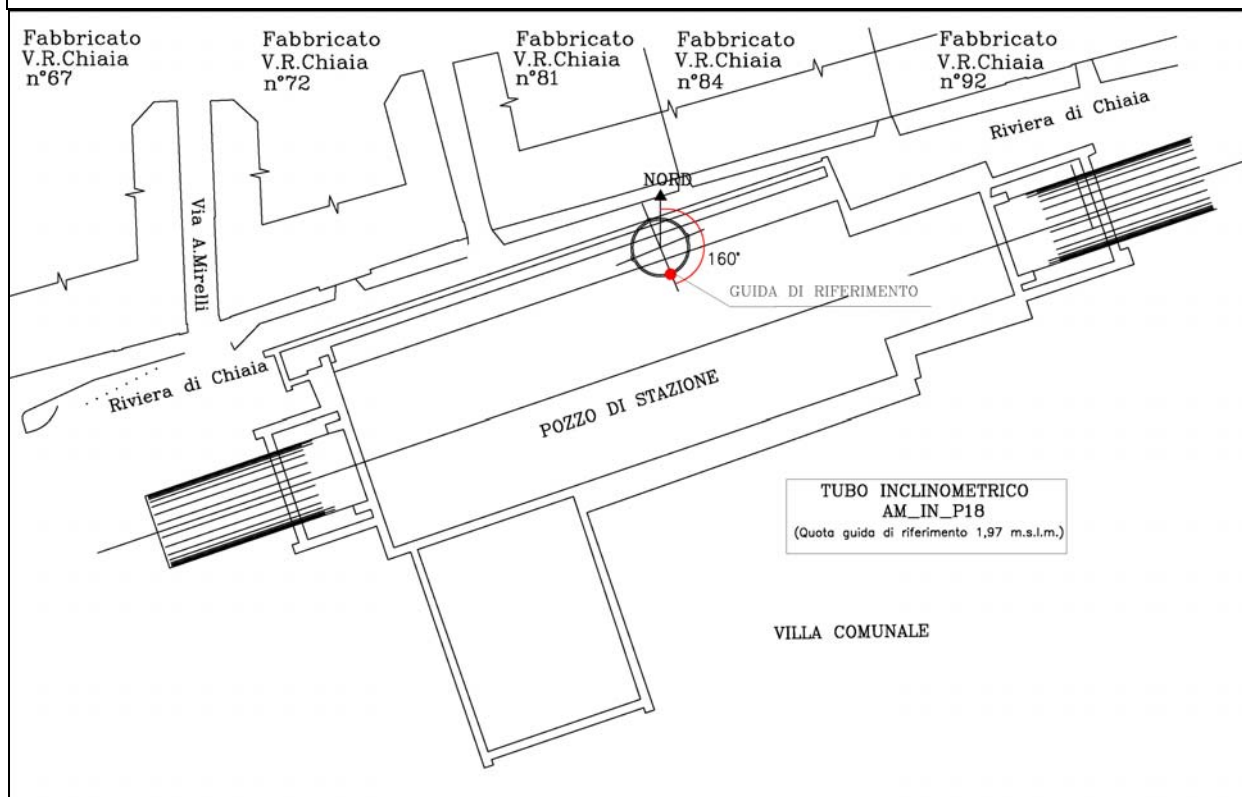 Fabbricato
V.R.Chiaia
n°67
Fabbricato
V.R.Chiaia
n°72
Fabbricato
V.R.Chiaia
n°81
Fabbricato
V.R.Chiaia
n°84
Fabbricato
V.R.Chiaia
n°92
Riviera di Chiaia
NORD
Via A.Mirelli
160°
GUIDA DI RIFERIMENTO
Riviera di Chiaia
POZZO DI STAZIONE
TUBO INCLINOMETRICO
AM_IN_P18
(Quota guida di riferimento 1,97 m.s.l.m.)
VILLA COMUNALE